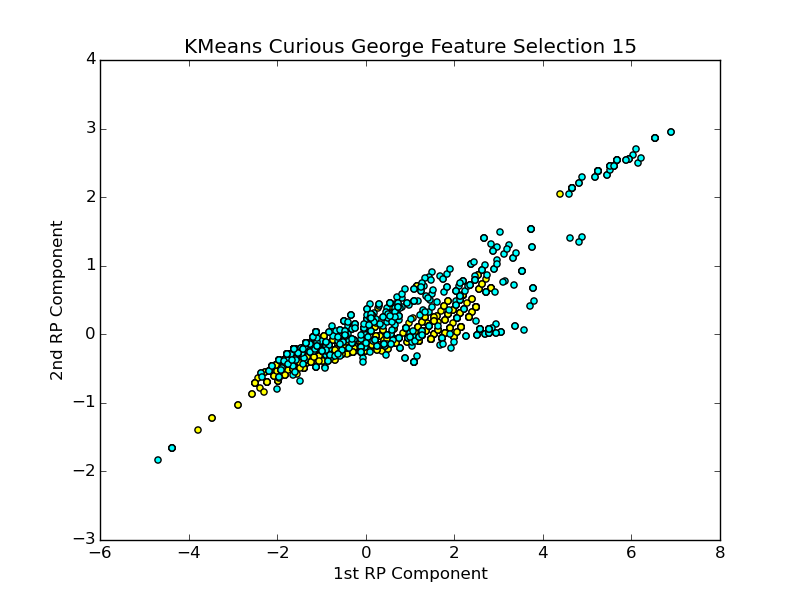 KMeans Curious George Feature Selection 15
4
3
2
1
0
−1
−2
−3
2nd RP Component
−6 −4 −2 0 2 4 6 8
1st RP Component